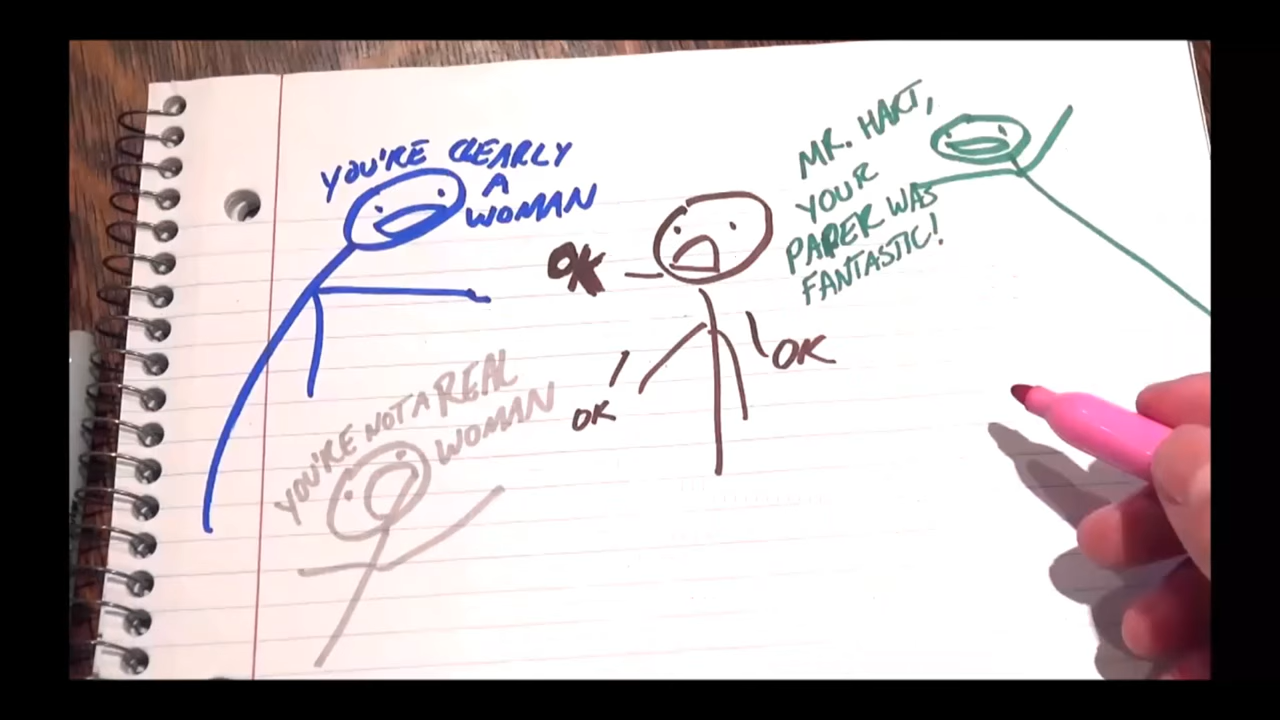 YOU'RE CLEARLY
A
WOMAN
MR. HART,
YOUR
PAPER WAS
FANTASTIC!
OK
OK
OK
YOU'RE NOT A REAL
WOMAN